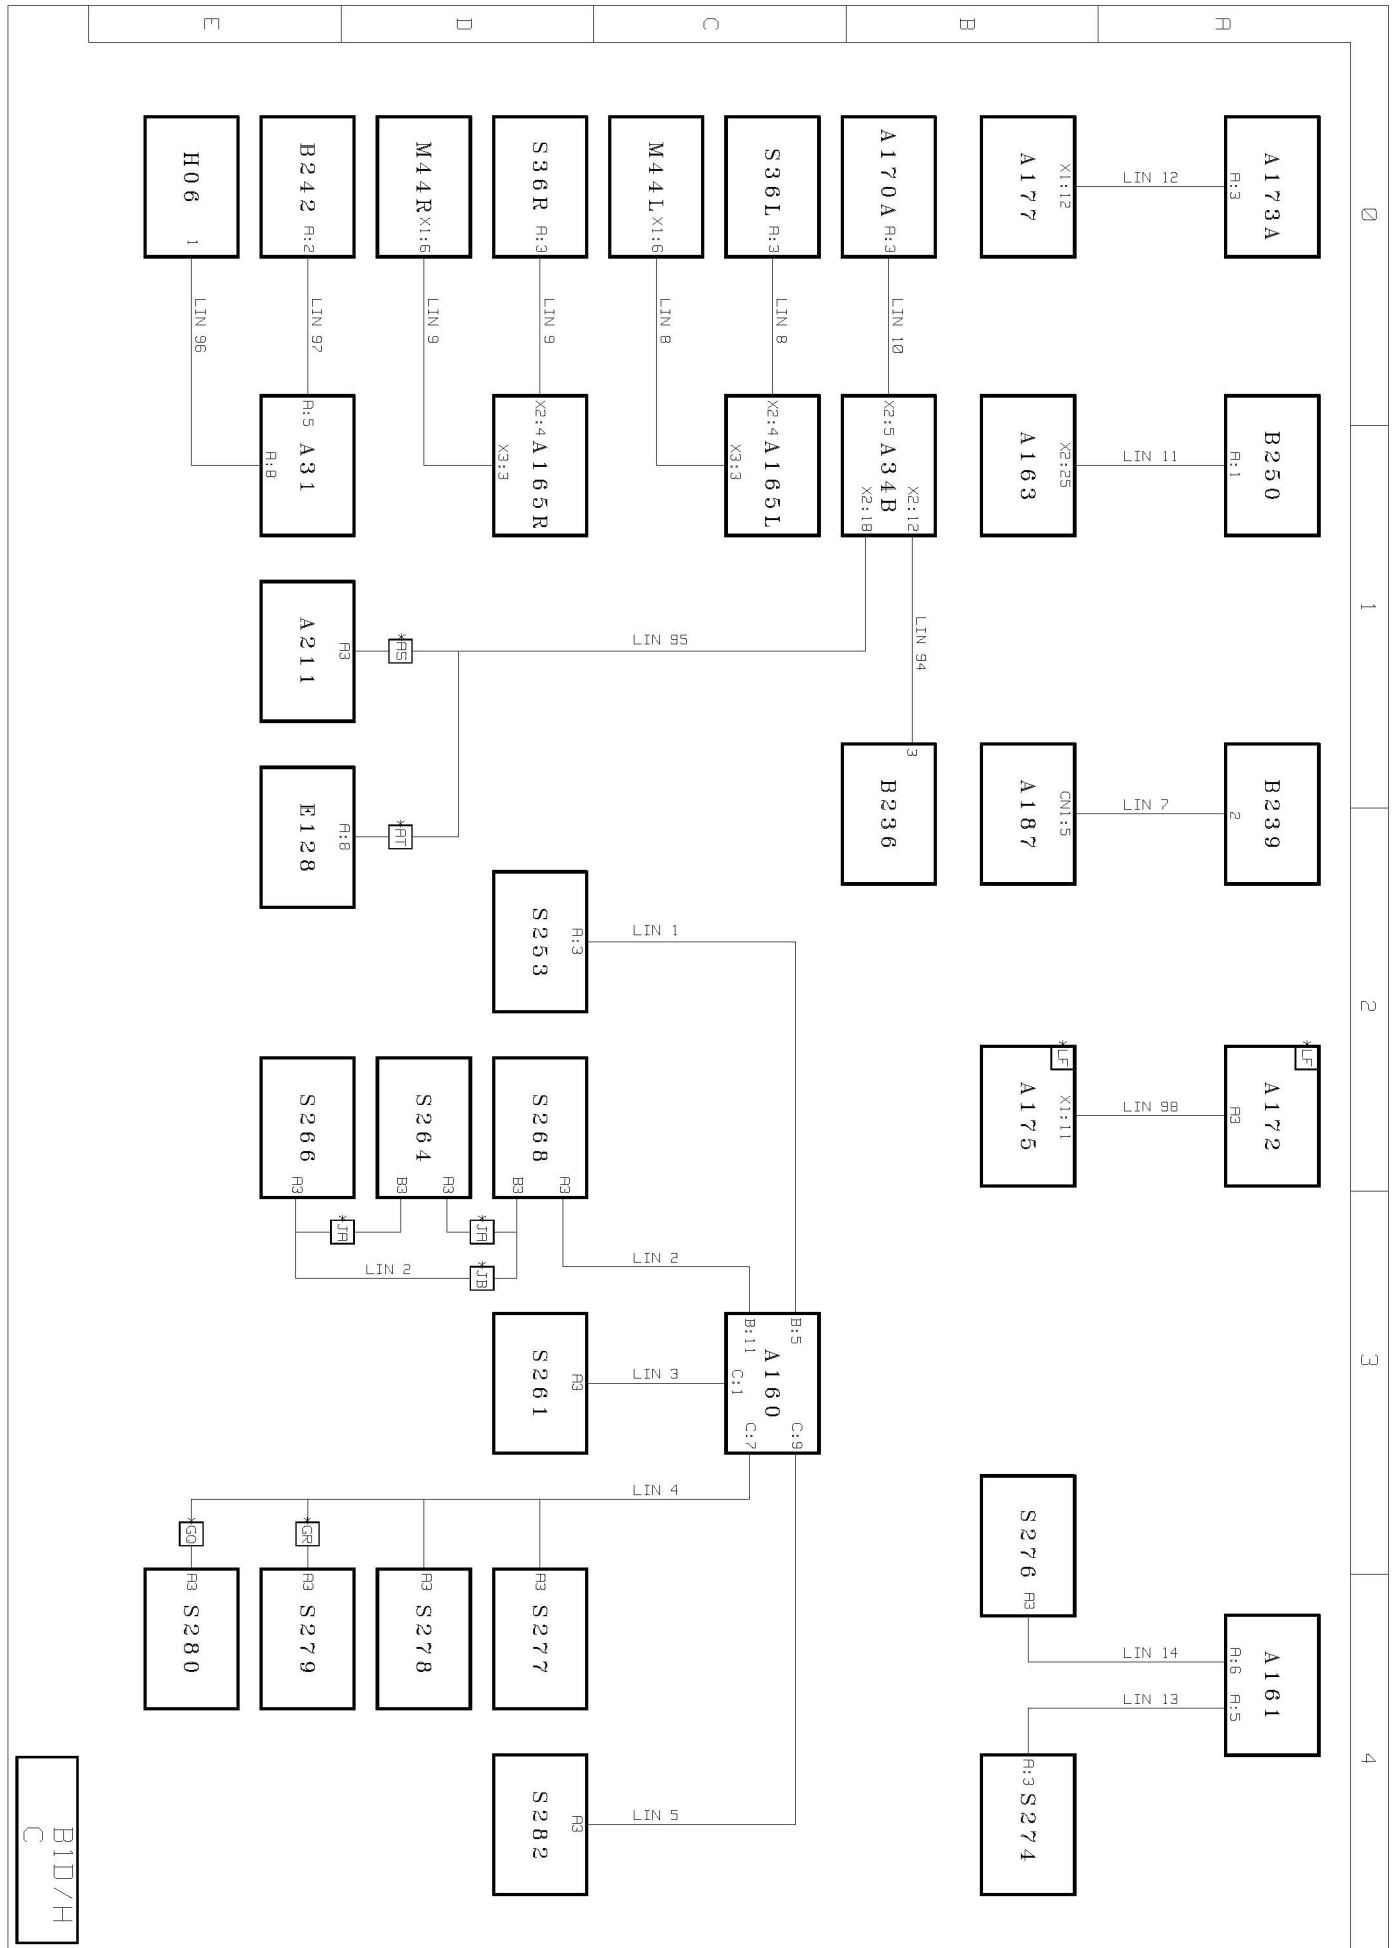 A
B
C
D
E
0
1
2
3
4
A173A
A:3
LIN 12
X1:12
A177
B250
A:1
LIN 11
X2:25
A163
B239
2
LIN 7
CN1:5
A187
*LF
A172
A3
LIN 98
*LF
X1:11
A175
A161
A:6
A:5
LIN 14
LIN 13
S276 A3
A:3 S274
A170A A:3
LIN 10
X2:5 A34B
X2:12
X2:18
LIN 94
3
B236
LIN 95
*AS
A3
A211
*AT
A:8
E128
S36L A:3
LIN 8
X2:4 A165L
X3:3
M44L X1:6
LIN 8
S36R A:3
LIN 9
X2:4 A165R
X3:3
M44R X1:6
LIN 9
B242 A:2
LIN 97
A:5 A31
A:8
H06 1
LIN 96
A160
B:5
B:11
C:1
C:7
C:9
LIN 1
A:3
S253
LIN 2
S268
A3
B3
*JA
S264
A3
B3
*JA
S266
A3
LIN 2
*JB
LIN 3
A3
S261
LIN 4
A3 S277
A3 S278
*GR
A3 S279
*GQ
A3 S280
LIN 5
A3
S282
B1D/H
C